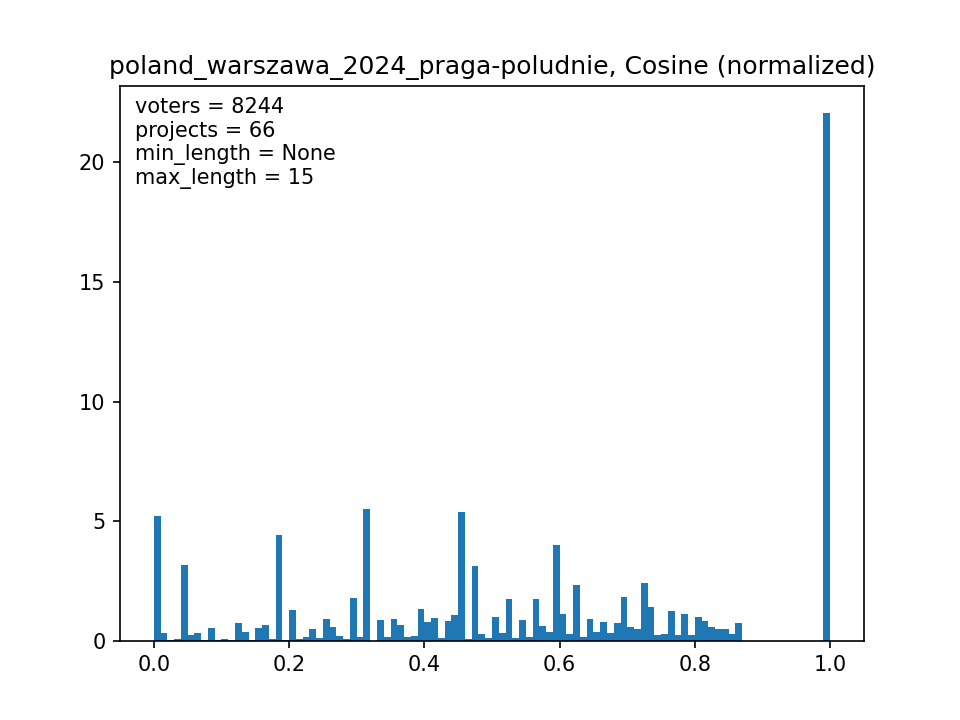 poland_warszawa_2024_praga-poludnie, Cosine (normalized)
voters = 8244
projects = 66
min_length = None
max_length = 15
20
15
10
5
0
0.0 0.2 0.4 0.6 0.8 1.0